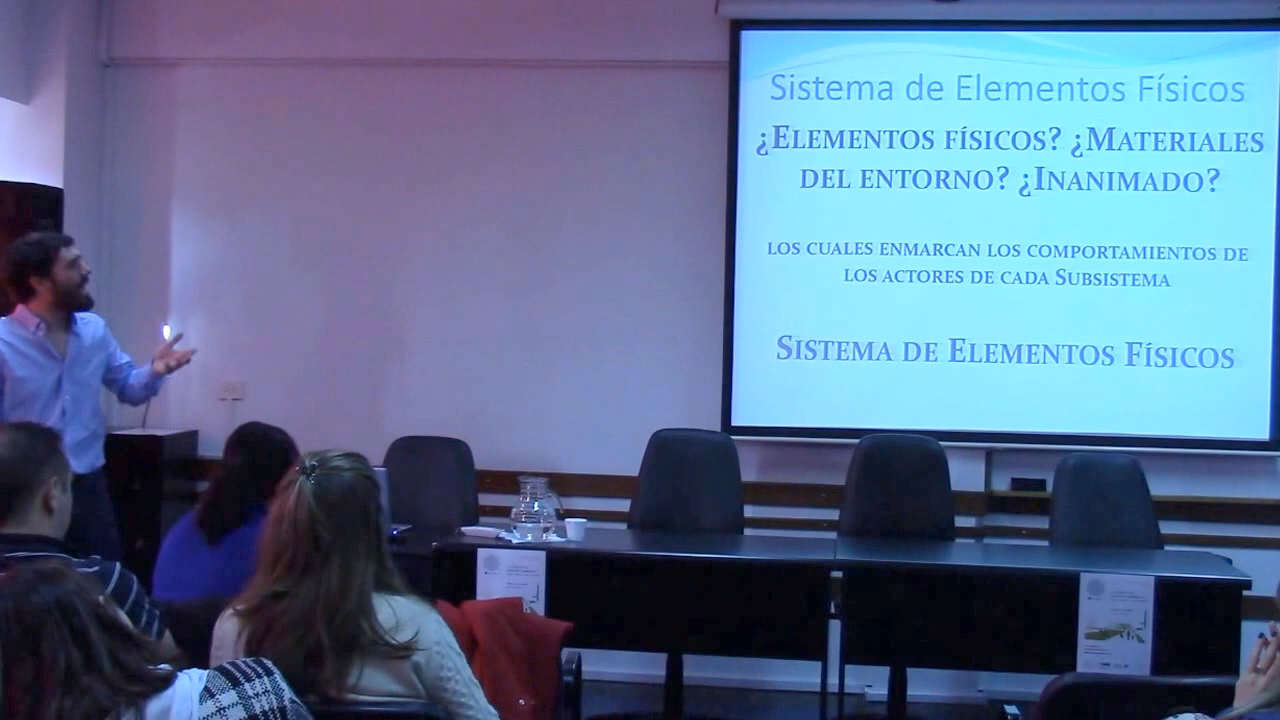 Sistema de Elementos Físicos
¿ELEMENTOS FÍSICOS? ¿MATERIALES
DEL ENTORNO? ¿INANIMADO?
LOS CUALES ENMARCAN LOS COMPORTAMIENTOS DE
LOS ACTORES DE CADA SUBSISTEMA
SISTEMA DE ELEMENTOS FÍSICOS